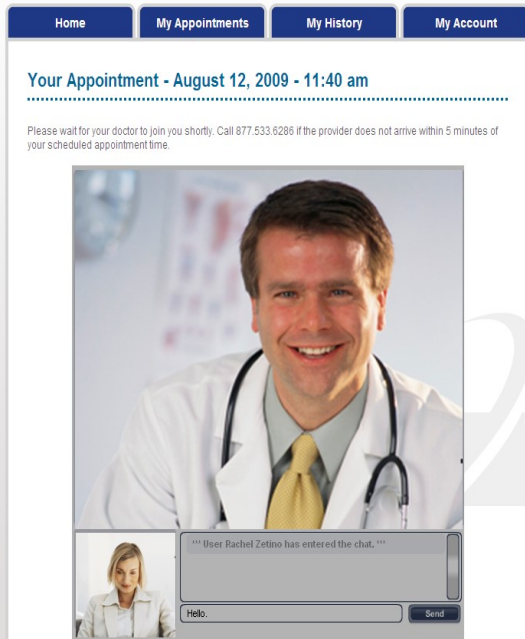 Home
My Appointments
My History
My Account
Your Appointment - August 12, 2009 - 11:40 am
Please wait for your doctor to join you shortly. Call 877.533.6286 if the provider does not arrive within 5 minutes of
your scheduled appointment time.
*** User Rachel Zetino has entered the chat. ***
Hello.
Send